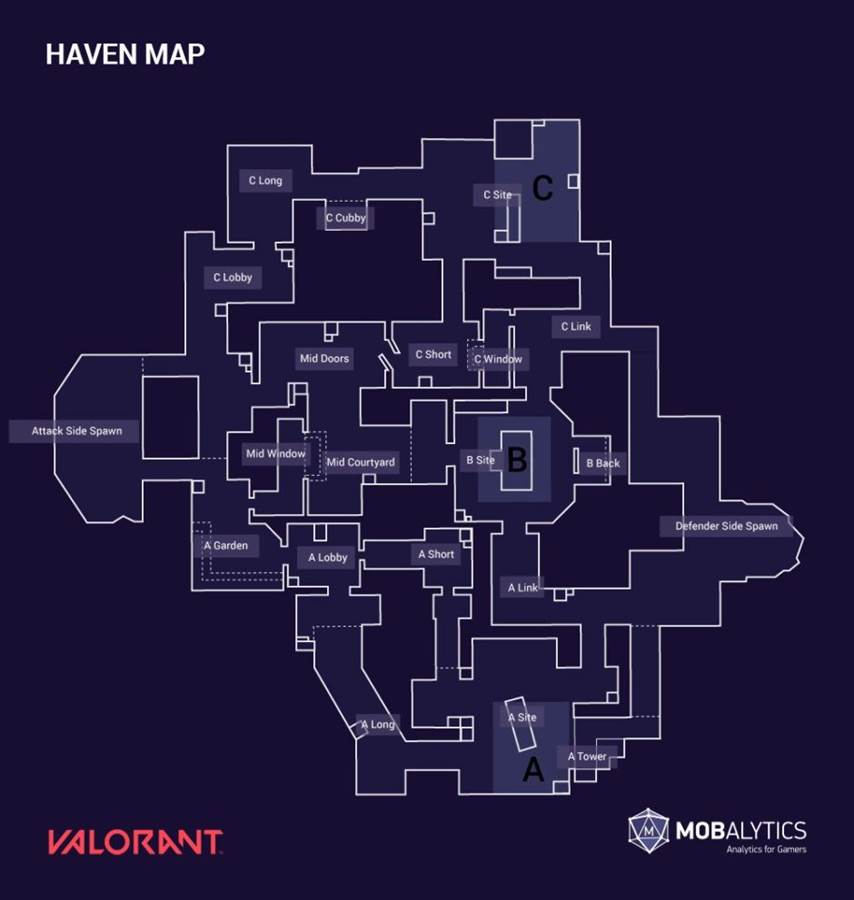 HAVEN MAP
C Long
C Site
C
C Cubby
C Lobby
C Link
Mid Doors
C Short
C Window
Attack Side Spawn
Mid Window
Mid Courtyard
B Site
B
B Back
Defender Side Spawn
A Garden
A Lobby
A Short
A Link
A Long
A Site
A Tower
A
VALORANT
M
MOBALYTICS
Analytics for Gamers